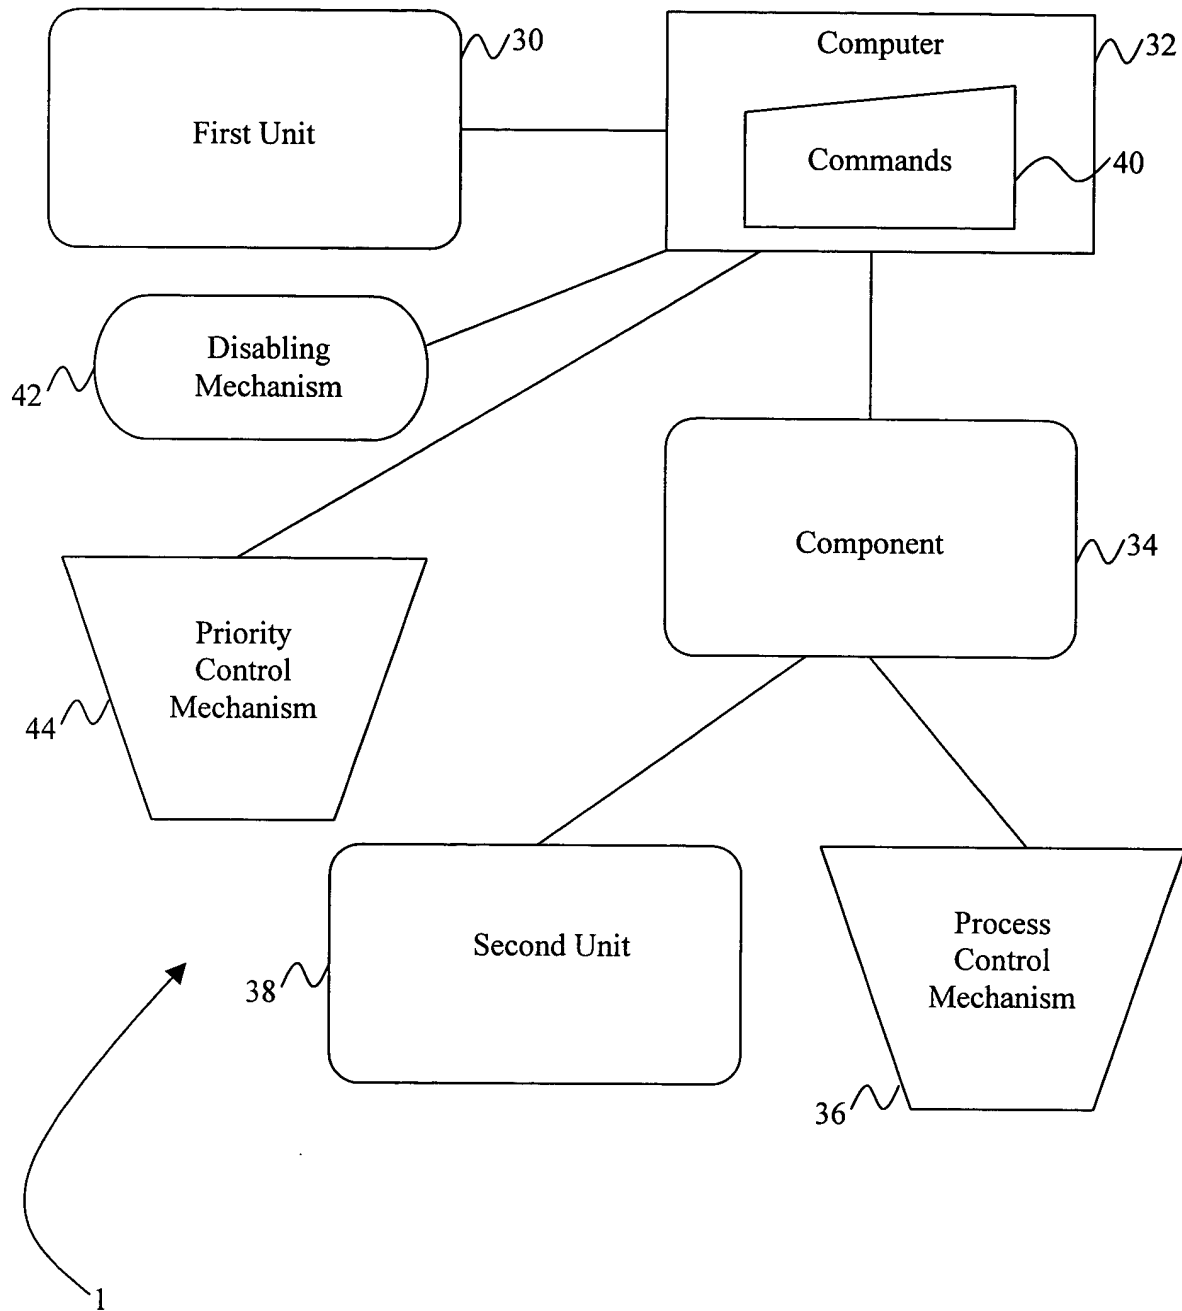 30
Computer
32
First Unit
Commands
40
Disabling
Mechanism
42
Component
34
Priority
Control
Mechanism
44
Second Unit
38
Process
Control
Mechanism
36
1